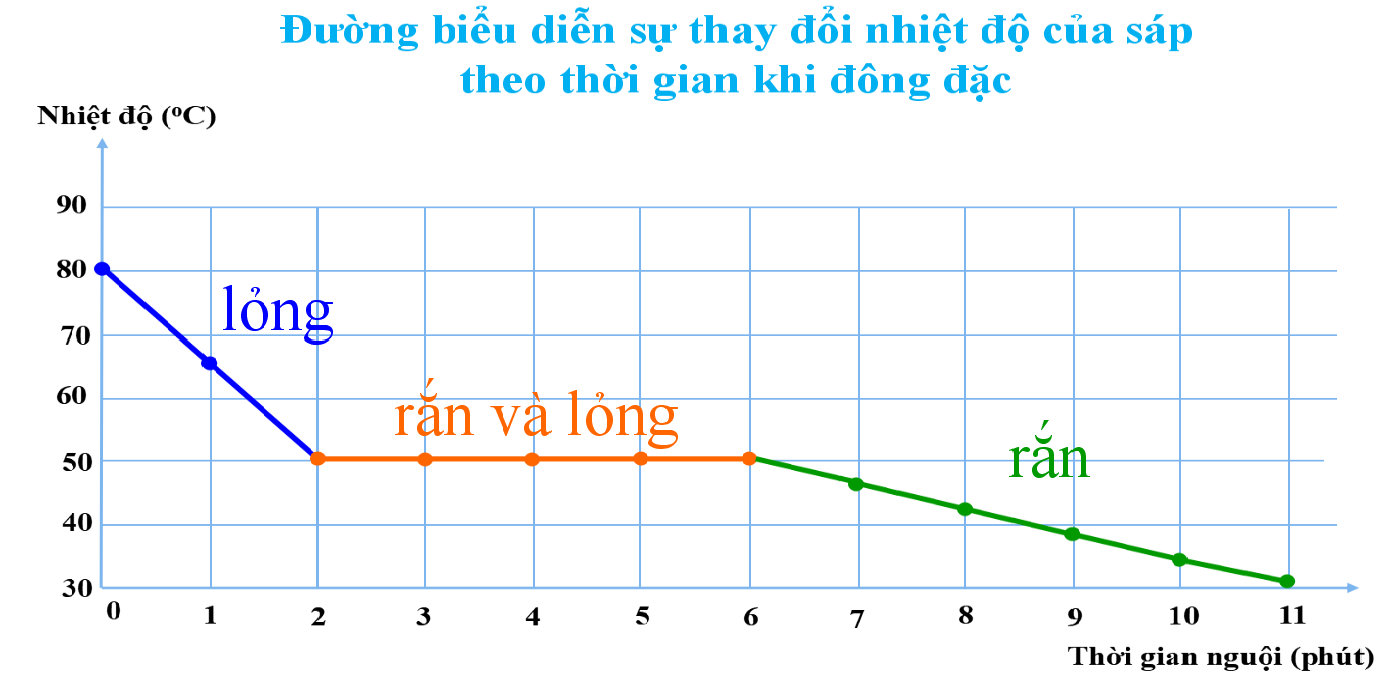 Đường biểu diễn sự thay đổi nhiệt độ của sáp
theo thời gian khi đông đặc
Nhiệt độ (ºC)
90
80
lỏng
70
60
rắn và lỏng
rắn
50
40
30
0 1 2 3 4 5 6 7 8 9 10 11
Thời gian nguội (phút)